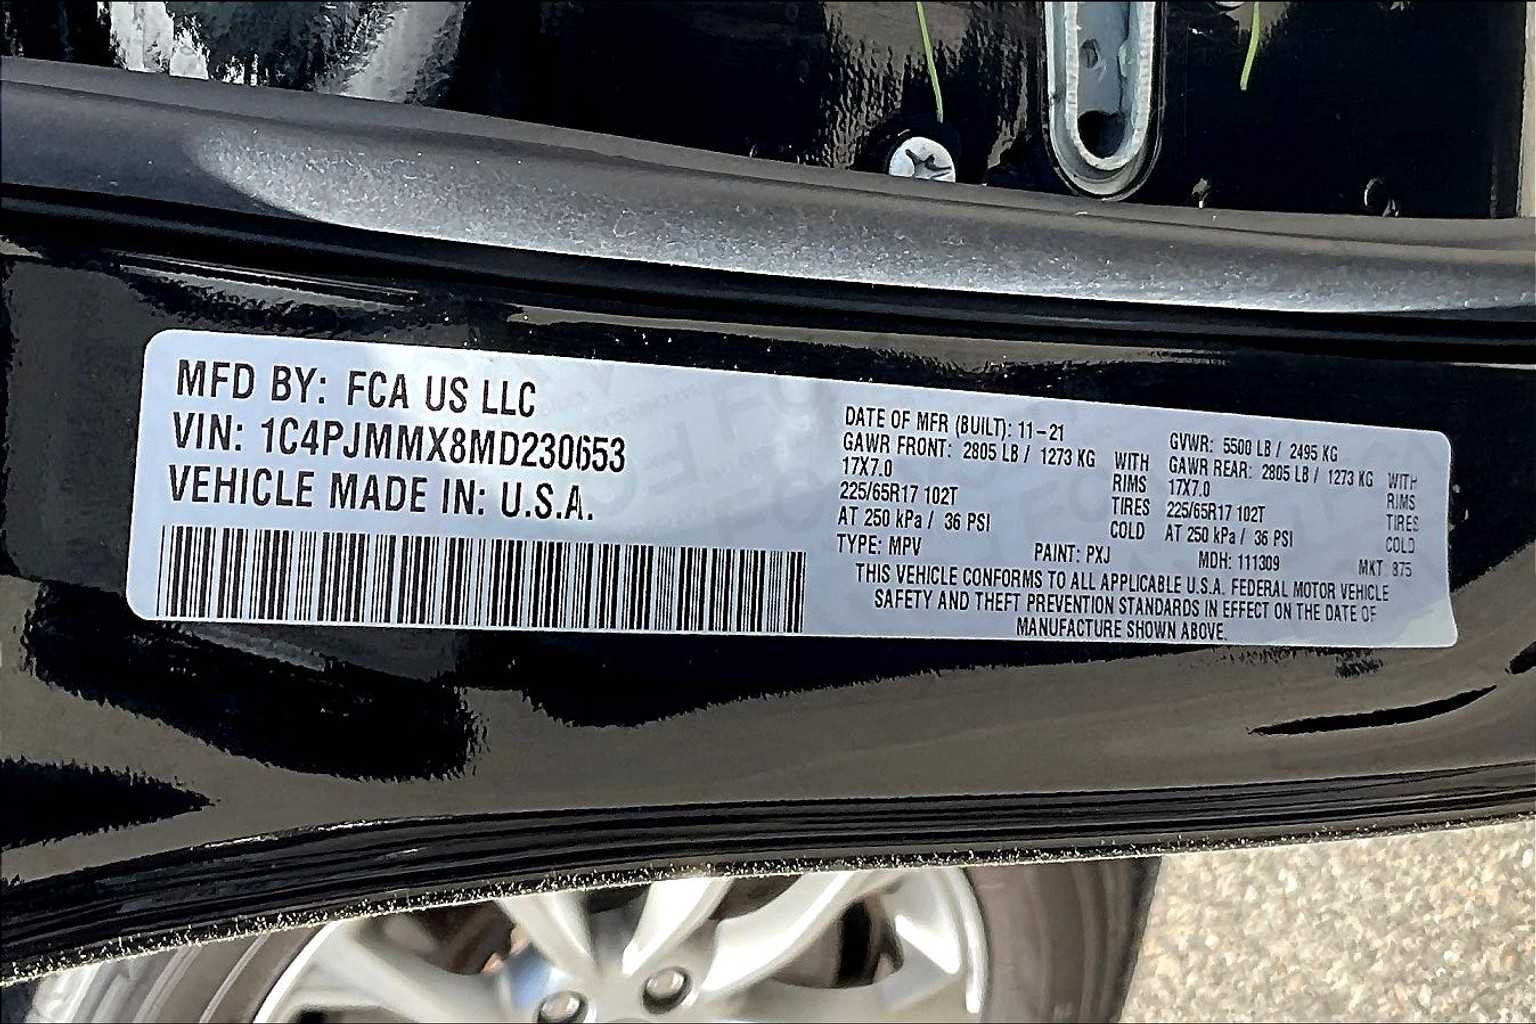 MFD BY: FCA US LLC
VIN: 1C4PJMMX8MD230653
VEHICLE MADE IN: U.S.A.
DATE OF MFR (BUILT): 11-21
GAWR FRONT: 2805 LB / 1273 KG WITH
17X7.0 RIMS
225/65R17 102T TIRES
AT 250 kPa / 36 PSI COLD
GVWR: 5500 LB / 2495 KG
GAWR REAR: 2805 LB / 1273 KG WITH
17X7.0 RIMS
225/65R17 102T TIRES
AT 250 kPa / 36 PSI COLD
TYPE: MPV PAINT: PXJ MDH: 111309 MKT 875
THIS VEHICLE CONFORMS TO ALL APPLICABLE U.S.A. FEDERAL MOTOR VEHICLE
SAFETY AND THEFT PREVENTION STANDARDS IN EFFECT ON THE DATE OF
MANUFACTURE SHOWN ABOVE.